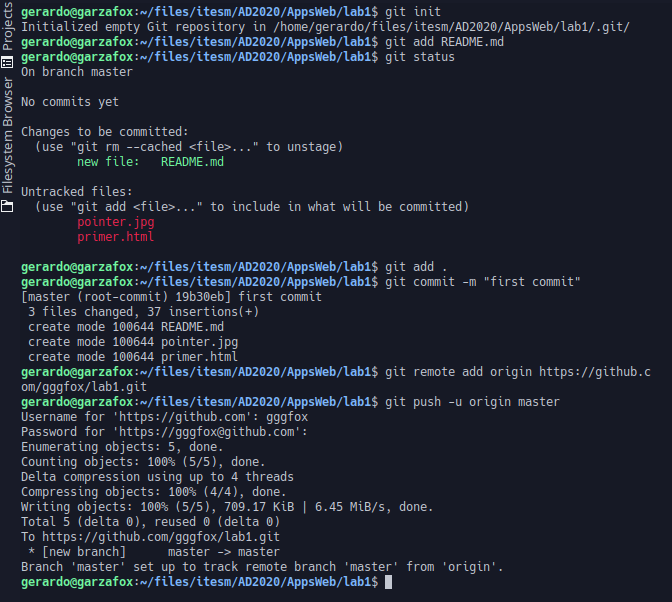 Projects
Filesystem Browser
gerardo@garzafox:~/files/itesm/AD2020/AppsWeb/lab1$ git init
Initialized empty Git repository in /home/gerardo/files/itesm/AD2020/AppsWeb/lab1/.git/
gerardo@garzafox:~/files/itesm/AD2020/AppsWeb/lab1$ git add README.md
gerardo@garzafox:~/files/itesm/AD2020/AppsWeb/lab1$ git status
On branch master

No commits yet

Changes to be committed:
  (use "git rm --cached <file>..." to unstage)
        new file:   README.md

Untracked files:
  (use "git add <file>..." to include in what will be committed)
        pointer.jpg
        primer.html

gerardo@garzafox:~/files/itesm/AD2020/AppsWeb/lab1$ git add .
gerardo@garzafox:~/files/itesm/AD2020/AppsWeb/lab1$ git commit -m "first commit"
[master (root-commit) 19b30eb] first commit
 3 files changed, 37 insertions(+)
 create mode 100644 README.md
 create mode 100644 pointer.jpg
 create mode 100644 primer.html
gerardo@garzafox:~/files/itesm/AD2020/AppsWeb/lab1$ git remote add origin https://github.c
om/gggfox/lab1.git
gerardo@garzafox:~/files/itesm/AD2020/AppsWeb/lab1$ git push -u origin master
Username for 'https://github.com': gggfox
Password for 'https://gggfox@github.com':
Enumerating objects: 5, done.
Counting objects: 100% (5/5), done.
Delta compression using up to 4 threads
Compressing objects: 100% (4/4), done.
Writing objects: 100% (5/5), 709.17 KiB | 6.45 MiB/s, done.
Total 5 (delta 0), reused 0 (delta 0)
To https://github.com/gggfox/lab1.git
 * [new branch]      master -> master
Branch 'master' set up to track remote branch 'master' from 'origin'.
gerardo@garzafox:~/files/itesm/AD2020/AppsWeb/lab1$